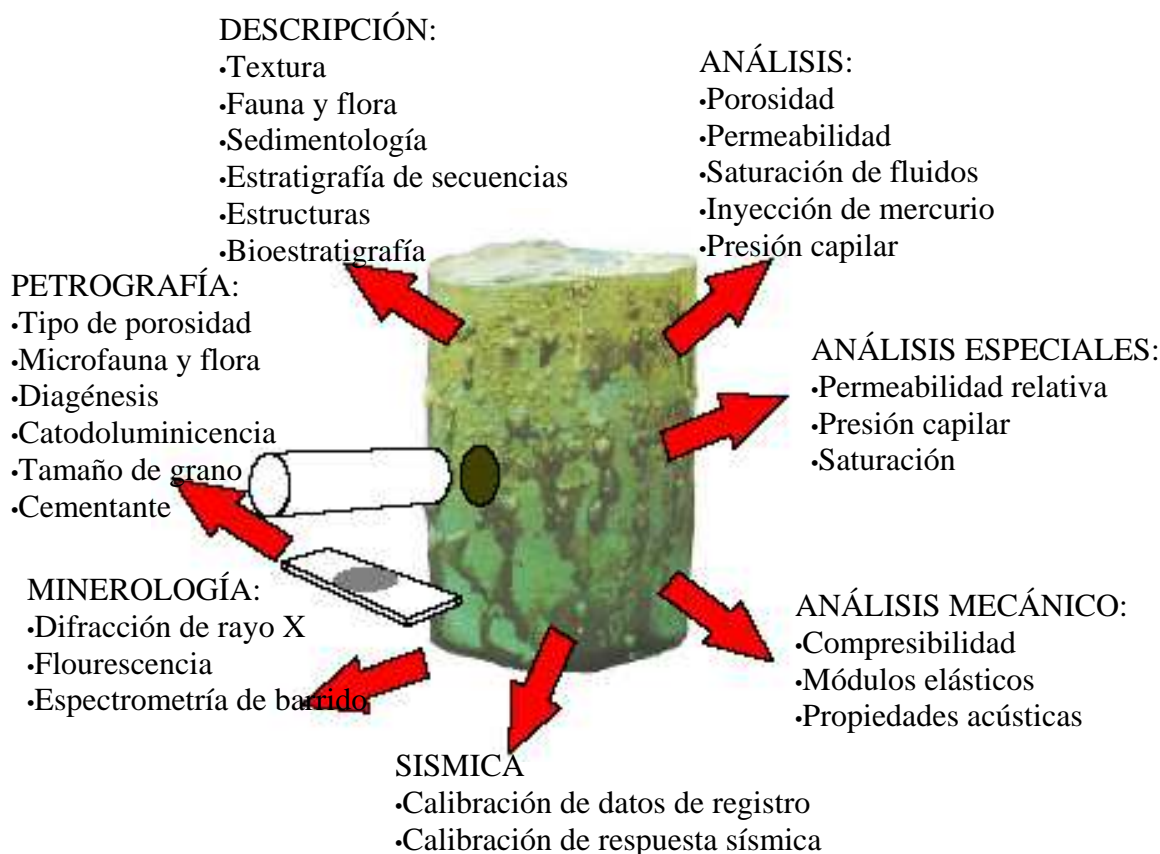 DESCRIPCIÓN:
•Textura
•Fauna y flora
•Sedimentología
•Estratigrafía de secuencias
•Estructuras
•Bioestratigrafía
ANÁLISIS:
•Porosidad
•Permeabilidad
•Saturación de fluidos
•Inyección de mercurio
•Presión capilar
PETROGRAFÍA:
•Tipo de porosidad
•Microfauna y flora
•Diagénesis
•Catodoluminicencia
•Tamaño de grano
•Cementante
ANÁLISIS ESPECIALES:
•Permeabilidad relativa
•Presión capilar
•Saturación
MINEROLOGÍA:
•Difracción de rayo X
•Flourescencia
•Espectrometría de barrido
ANÁLISIS MECÁNICO:
•Compresibilidad
•Módulos elásticos
•Propiedades acústicas
SISMICA
•Calibración de datos de registro
•Calibración de respuesta sísmica